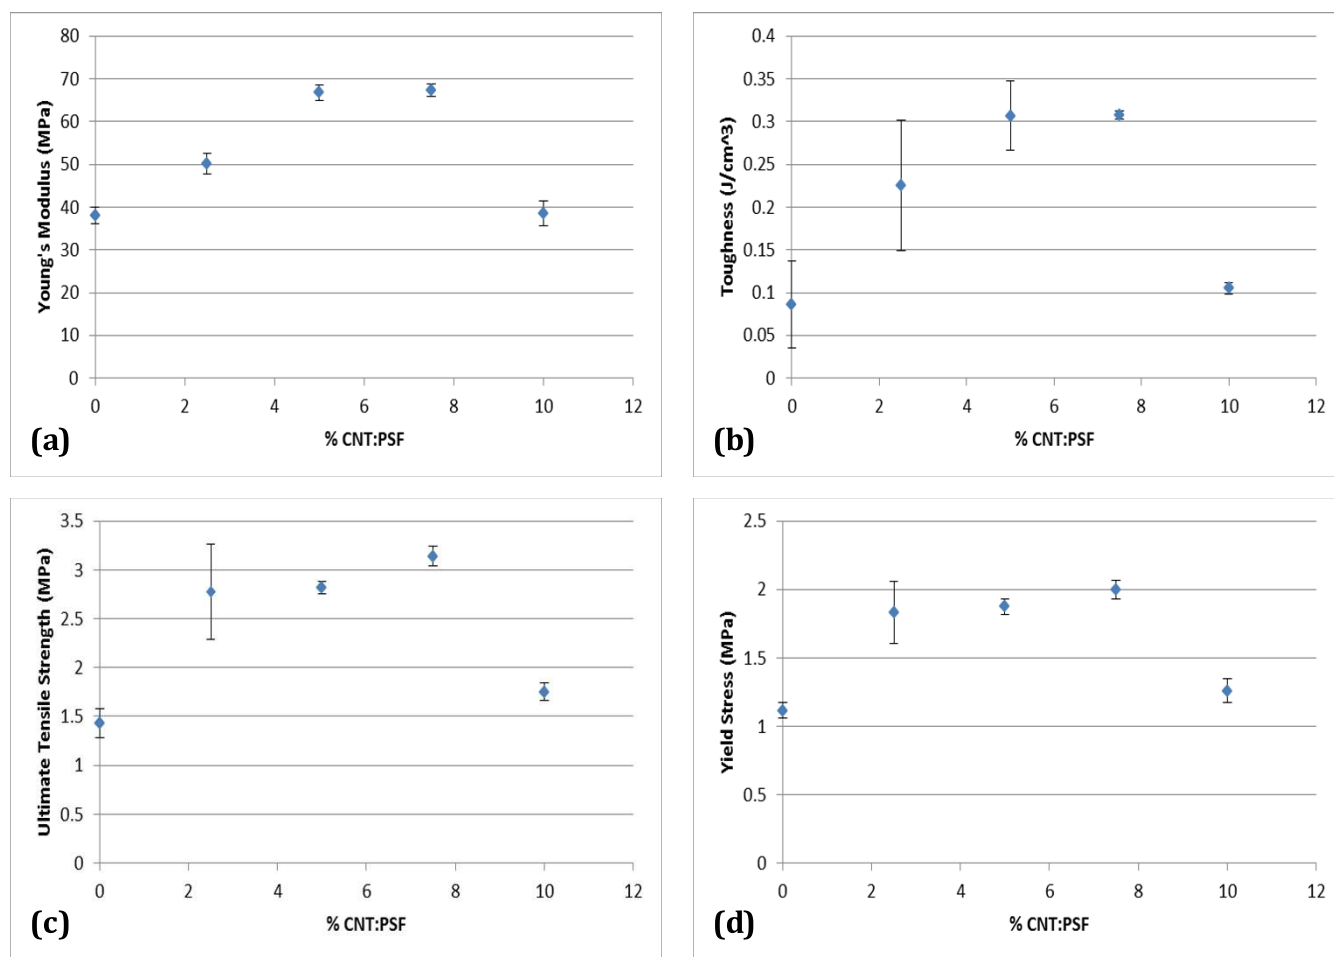 80
70
60
50
40
30
20
10
0
0 2 4 6 8 10 12
Young's Modulus (MPa)
% CNT:PSF
(a)
0.4
0.35
0.3
0.25
0.2
0.15
0.1
0.05
0
0 2 4 6 8 10 12
Toughness (J/cm^3)
% CNT:PSF
(b)
3.5
3
2.5
2
1.5
1
0.5
0
0 2 4 6 8 10 12
Ultimate Tensile Strength (MPa)
% CNT:PSF
(c)
2.5
2
1.5
1
0.5
0
0 2 4 6 8 10 12
Yield Stress (MPa)
% CNT:PSF
(d)